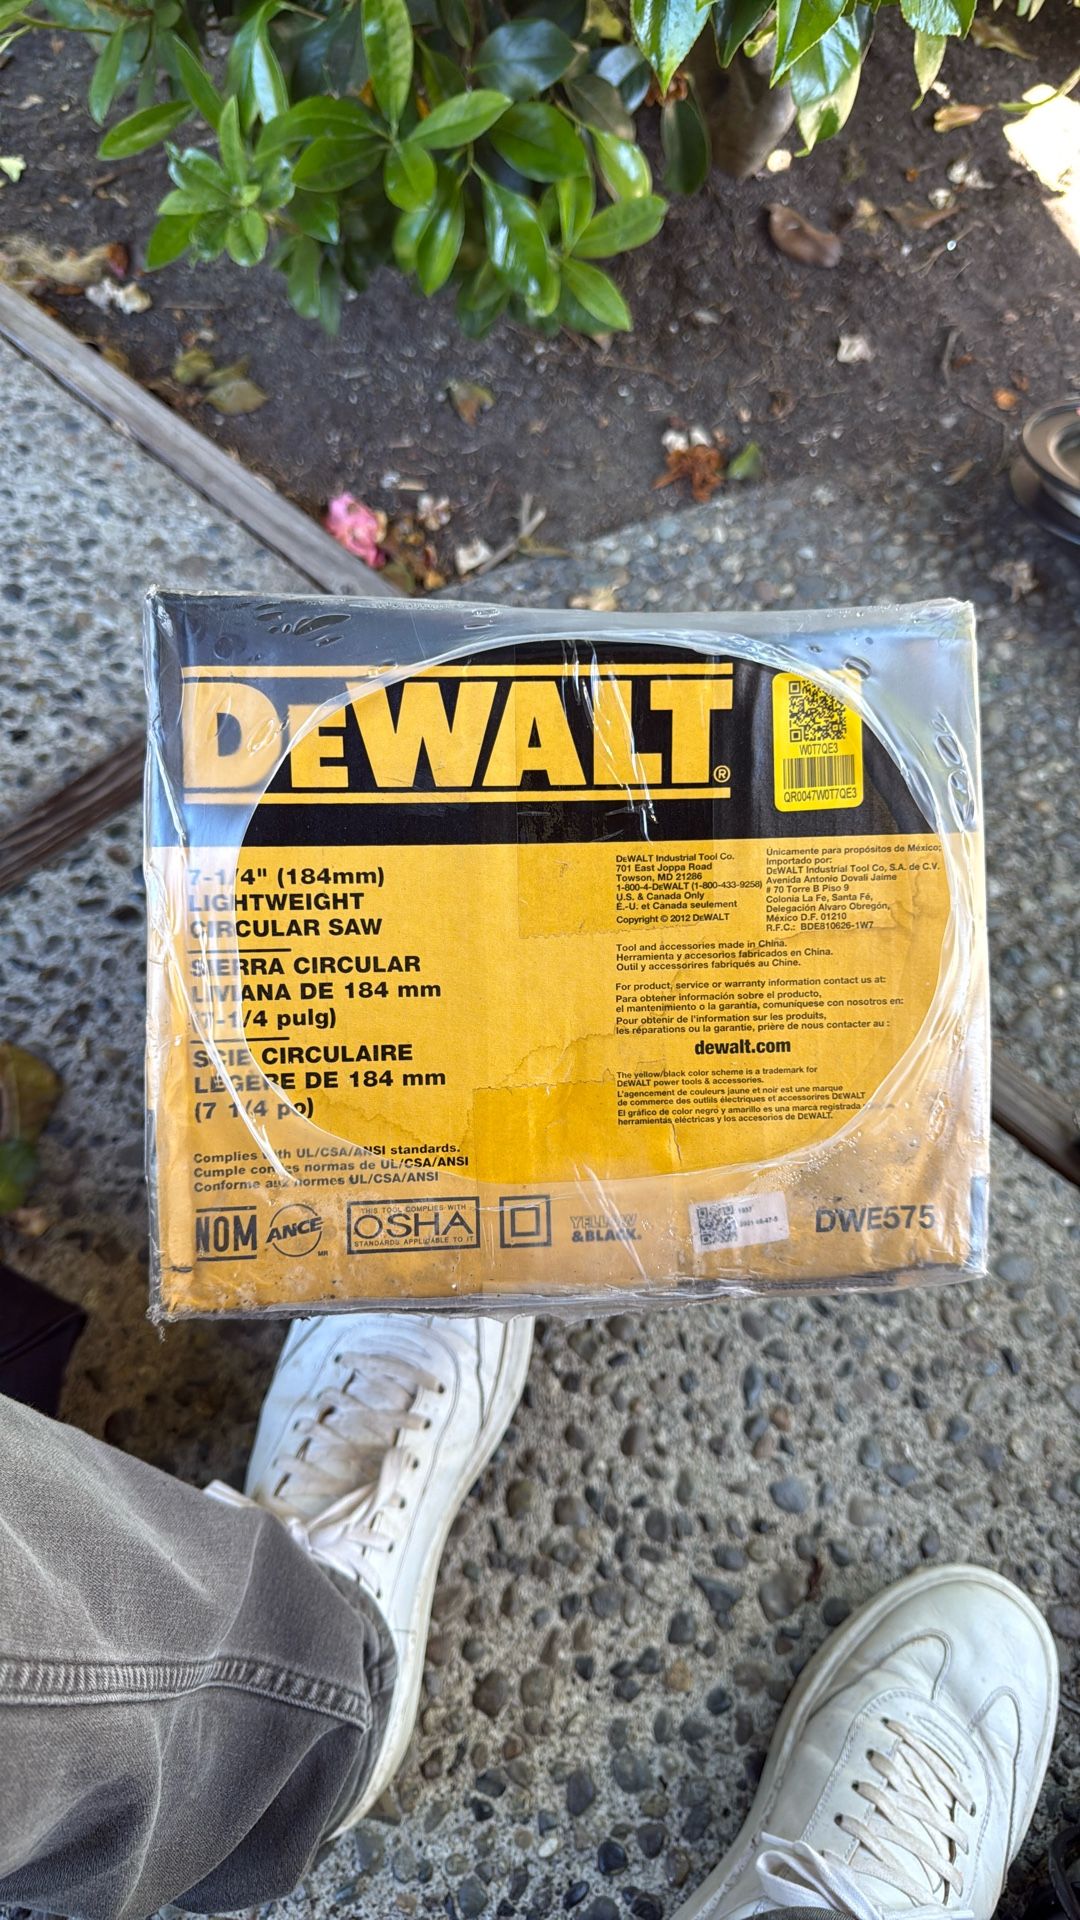 DEWALT®
W0T7QE3
QR0047W0T7QE3
7-1/4" (184mm)
LIGHTWEIGHT
CIRCULAR SAW
SIERRA CIRCULAR
LIVIANA DE 184 mm
(7-1/4 pulg)
SCIE CIRCULAIRE
LÉGÈRE DE 184 mm
(7 1/4 po)
Complies with UL/CSA/ANSI standards.
Cumple con las normas de UL/CSA/ANSI
Conforme aux normes UL/CSA/ANSI
DEWALT Industrial Tool Co.
701 East Joppa Road
Towson, MD 21286
1-800-4-DEWALT (1-800-433-9258)
U.S. & Canada Only
É.-U. et Canada seulement
Copyright © 2012 DEWALT
Únicamente para propósitos de México;
Importado por:
DEWALT Industrial Tool Co, S.A. de C.V.
Avenida Antonio Dovali Jaime
# 70 Torre B Piso 9
Colonia La Fe, Santa Fé,
Delegación Alvaro Obregón,
México D.F. 01210
R.F.C.: BDE810626-1W7
Tool and accessories made in China.
Herramienta y accesorios fabricados en China.
Outil y accessorires fabriqués au Chine.
For product, service or warranty information contact us at:
Para obtener información sobre el producto,
el mantenimiento o la garantía, comuníquese con nosotros en:
Pour obtenir de l'information sur les produits,
les réparations ou la garantie, prière de nous contacter au :
dewalt.com
The yellow/black color scheme is a trademark for
DEWALT power tools & accessories.
L'agencement de couleurs jaune et noir est une marque
de commerce des outils électriques et accessoires DEWALT
El gráfico de color negro y amarillo es una marca registrada
herramientas eléctricas y los accesorios de DEWALT.
NOM
ANCE
MR
THIS TOOL COMPLIES WITH
OSHA
STANDARDS APPLICABLE TO IT
YELLOW
&BLACK.
DWE575